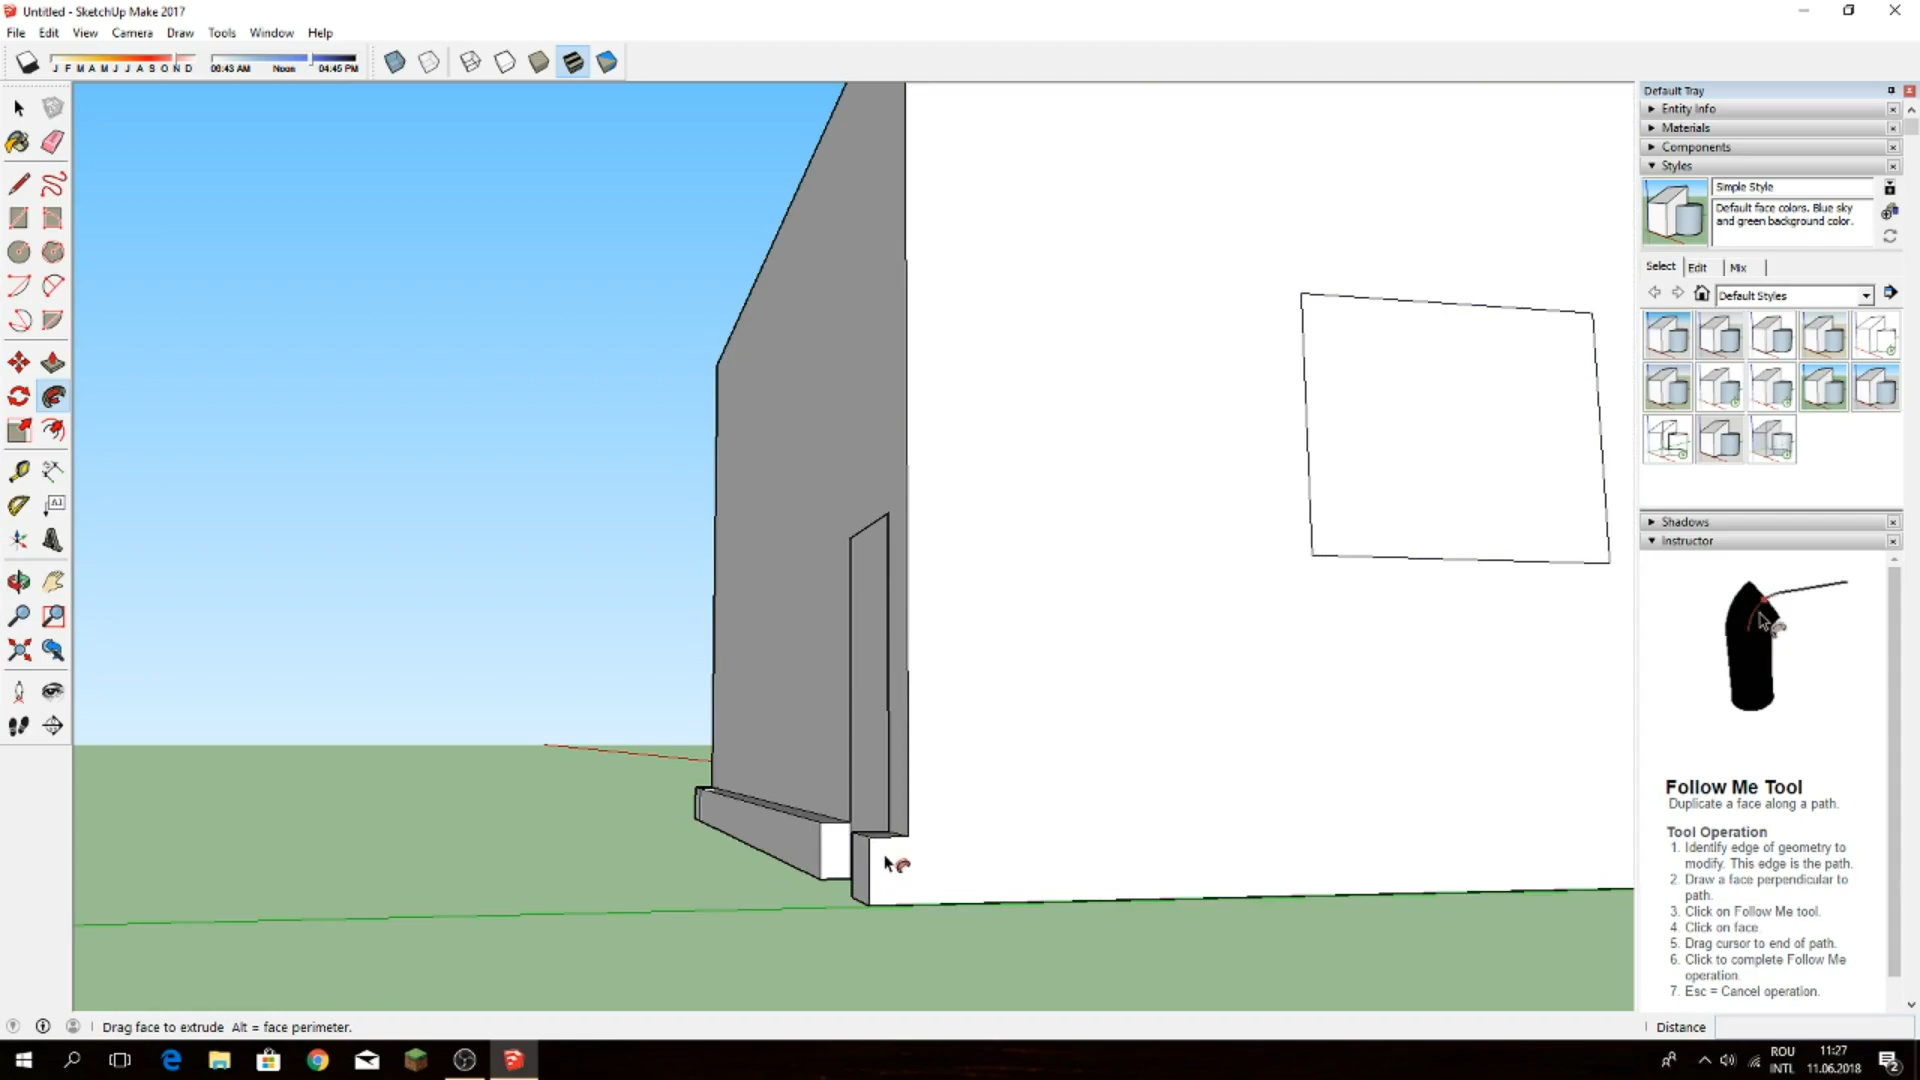 Untitled - SketchUp Make 2017
File Edit View Camera Draw Tools Window Help
J F M A M J J A S O N D 06:43 AM Noon 04:45 PM
Default Tray
Entity Info
Materials
Components
Styles
Simple Style
Default face colors. Blue sky
and green background color.
Select Edit Mix
Default Styles
Shadows
Instructor
Follow Me Tool
Duplicate a face along a path.
Tool Operation
1. Identify edge of geometry to
modify. This edge is the path.
2. Draw a face perpendicular to
path.
3. Click on Follow Me tool.
4. Click on face
5. Drag cursor to end of path.
6. Click to complete Follow Me
operation.
7. Esc = Cancel operation.
Drag face to extrude Alt = face perimeter.
Distance
ROU
INTL
11:27
11.06.2018
2